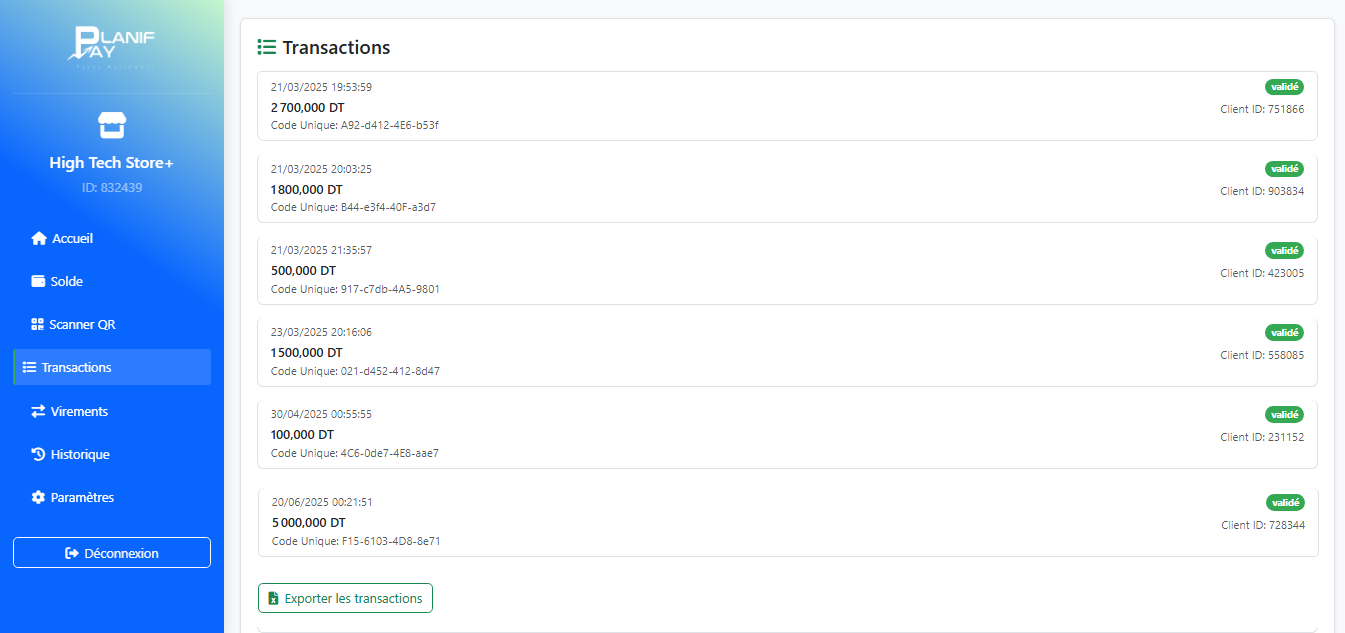 PLANIF
PAY
High Tech Store+
ID: 832439
Accueil
Solde
Scanner QR
Transactions
Virements
Historique
Paramètres
Déconnexion
Transactions
21/03/2025 19:53:59
validé
2 700,000 DT
Client ID: 751866
Code Unique: A92-d412-4E6-b53f
21/03/2025 20:03:25
validé
1 800,000 DT
Client ID: 903834
Code Unique: B44-e3f4-40F-a3d7
21/03/2025 21:35:57
validé
500,000 DT
Client ID: 423005
Code Unique: 917-c7db-4A5-9801
23/03/2025 20:16:06
validé
1 500,000 DT
Client ID: 558085
Code Unique: 021-d452-412-8d47
30/04/2025 00:55:55
validé
100,000 DT
Client ID: 231152
Code Unique: 4C6-0de7-4E8-aae7
20/06/2025 00:21:51
validé
5 000,000 DT
Client ID: 728344
Code Unique: F15-6103-4D8-8e71
Exporter les transactions